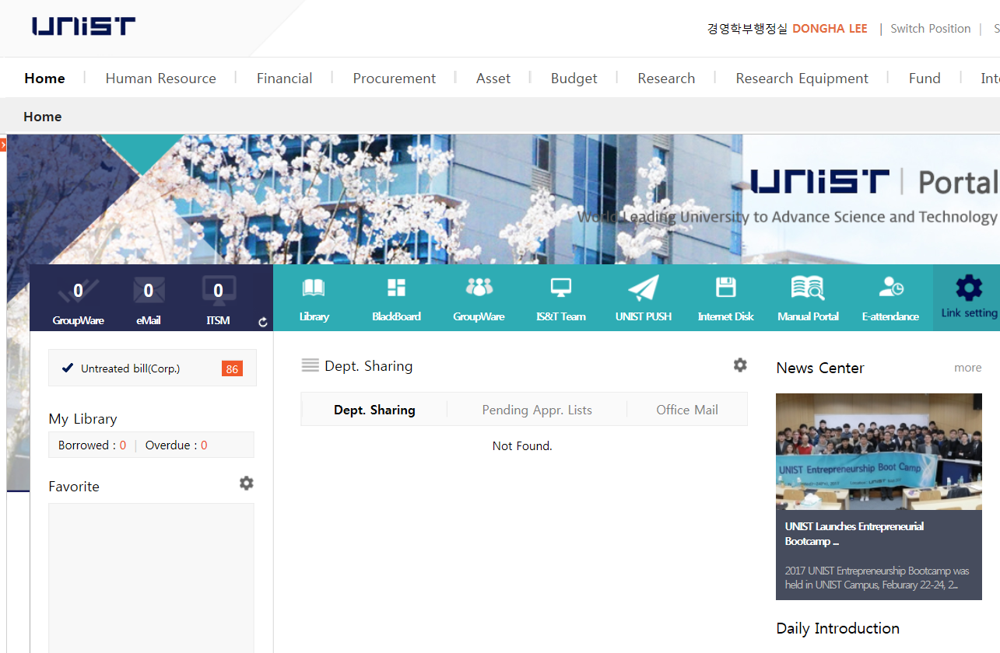 UNIST
경영학부행정실 DONGHA LEE | Switch Position | S
Home | Human Resource | Financial | Procurement | Asset | Budget | Research | Research Equipment | Fund | Inte
Home
UNIST | Portal
World Leading University to Advance Science and Technology
0 0 0
GroupWare eMail ITSM
Library BlackBoard GroupWare IS&T Team UNIST PUSH Internet Disk Manual Portal E-attendance Link setting
Untreated bill(Corp.) 86
My Library
Borrowed : 0 | Overdue : 0
Favorite
Dept. Sharing
Dept. Sharing Pending Appr. Lists Office Mail
Not Found.
News Center more
UNIST Entrepreneurship Boot Camp
UNIST Launches Entrepreneurial
Bootcamp ...
2017 UNIST Entrepreneurship Bootcamp was
held in UNIST Campus, Feburary 22-24, 2...
Daily Introduction